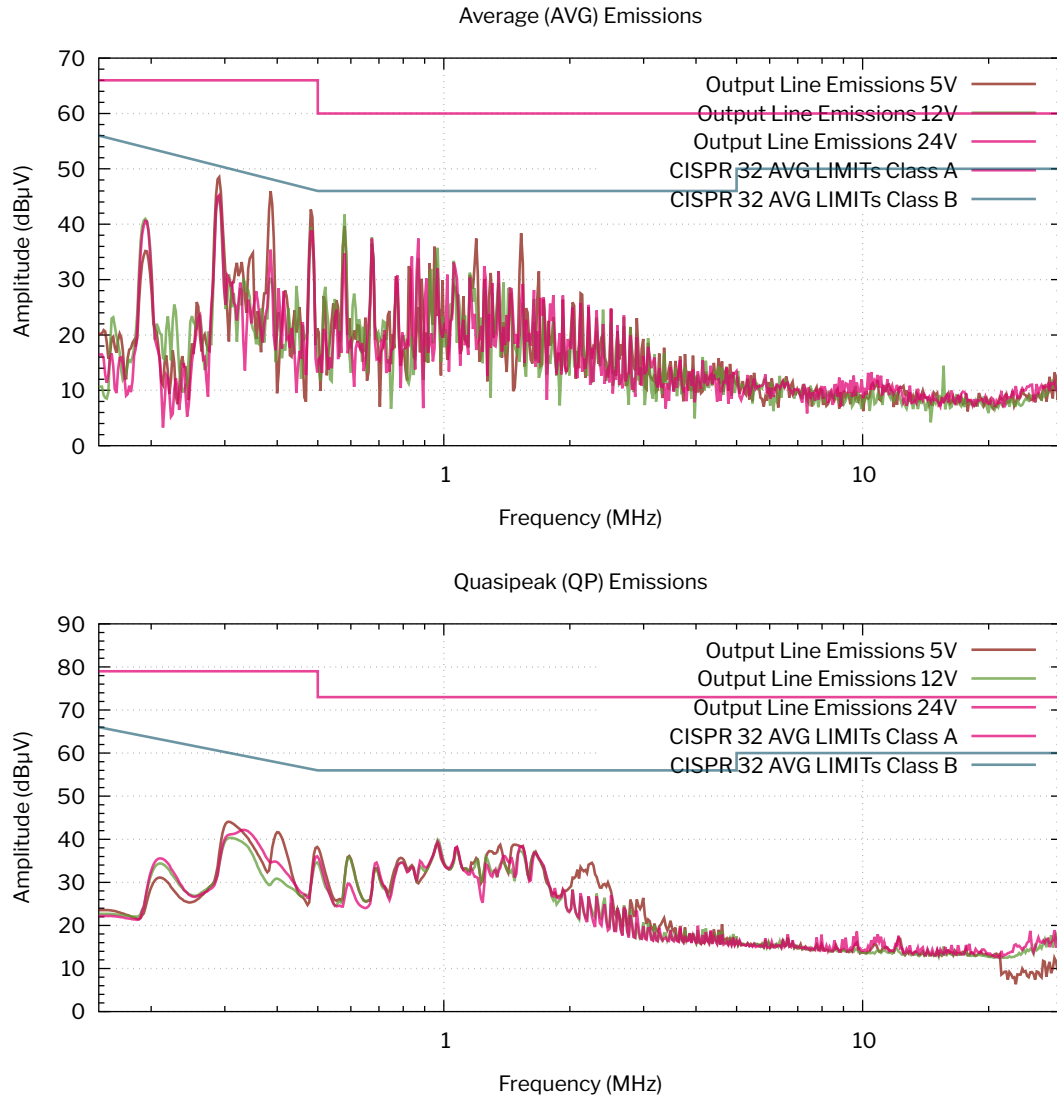 Average (AVG) Emissions
70
60
50
40
30
20
10
0
Amplitude (dBµV)
Output Line Emissions 5V
Output Line Emissions 12V
Output Line Emissions 24V
CISPR 32 AVG LIMITs Class A
CISPR 32 AVG LIMITs Class B
1
10
Frequency (MHz)
Quasipeak (QP) Emissions
90
80
70
60
50
40
30
20
10
0
Amplitude (dBµV)
Output Line Emissions 5V
Output Line Emissions 12V
Output Line Emissions 24V
CISPR 32 AVG LIMITs Class A
CISPR 32 AVG LIMITs Class B
1
10
Frequency (MHz)